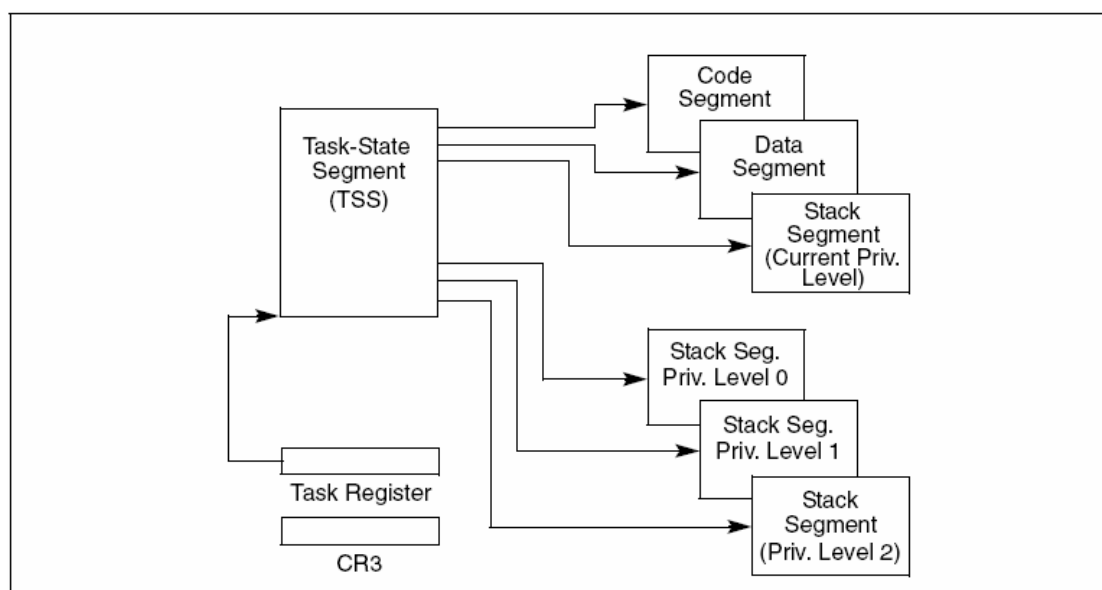 Code
Segment
Task-State
Segment
(TSS)
Data
Segment
Stack
Segment
(Current Priv.
Level)
Stack Seg.
Priv. Level 0
Stack Seg.
Priv. Level 1
Task Register
Stack
Segment
(Priv. Level 2)
CR3